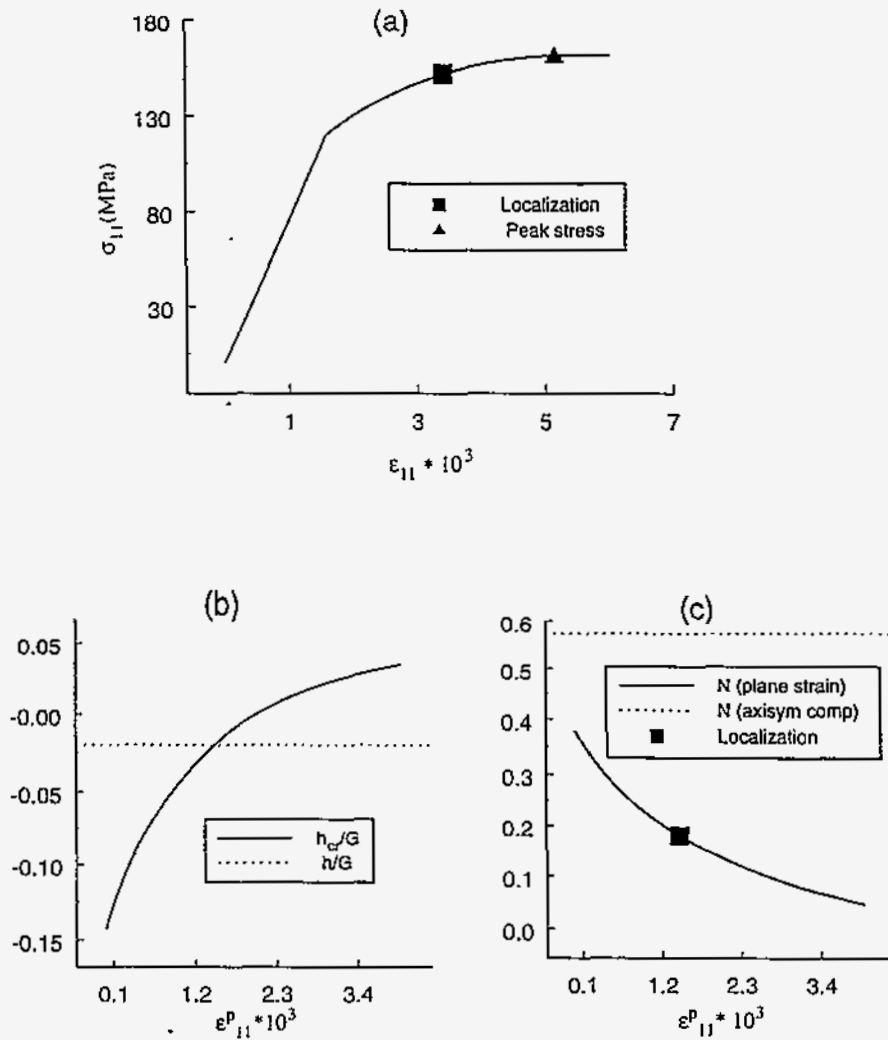 (a)
180
130
80
30
σ₁₁(MPa)
Localization
Peak stress
1 3 5 7
ε₁₁ * 10³
(b)
0.05
-0.00
-0.05
-0.10
-0.15
h_cr/G
h/G
0.1 1.2 2.3 3.4
ε^p₁₁*10³
(c)
0.6
0.5
0.4
0.3
0.2
0.1
0.0
N (plane strain)
N (axisym comp)
Localization
0.1 1.2 2.3 3.4
ε^p₁₁*10³